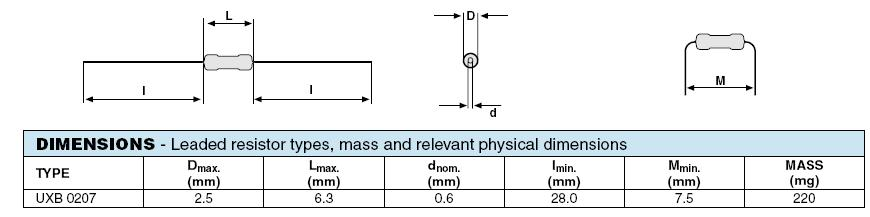 L
D
I
I
M
d
DIMENSIONS - Leaded resistor types, mass and relevant physical dimensions
TYPE Dmax. (mm) Lmax. (mm) dnom. (mm) lmin. (mm) Mmin. (mm) MASS (mg)
UXB 0207 2.5 6.3 0.6 28.0 7.5 220